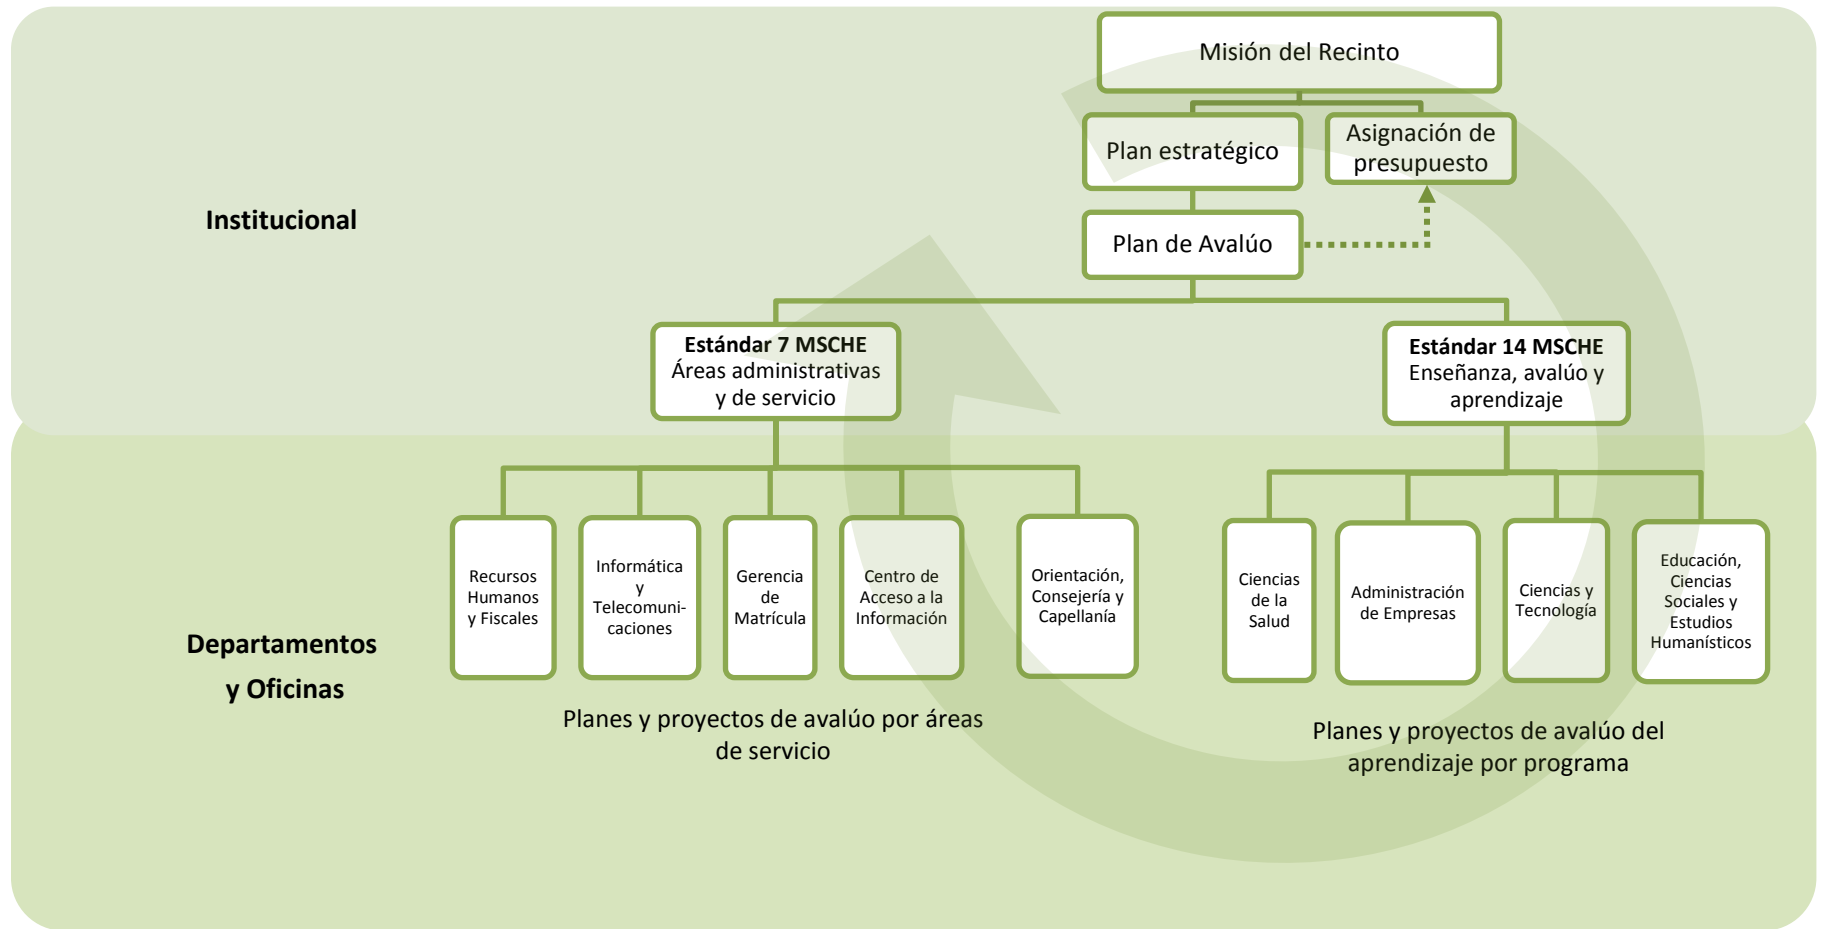 Misión del Recinto
Plan estratégico
Asignación de
presupuesto
Institucional
Plan de Avalúo
Estándar 7 MSCHE
Áreas administrativas
y de servicio
Estándar 14 MSCHE
Enseñanza, avalúo y
aprendizaje
Departamentos
y Oficinas
Recursos
Humanos
y Fiscales
Informática
y
Telecomuni-
caciones
Gerencia
de
Matrícula
Centro de
Acceso a la
Información
Orientación,
Consejería y
Capellanía
Ciencias
de la
Salud
Administración
de Empresas
Ciencias y
Tecnología
Educación,
Ciencias
Sociales y
Estudios
Humanísticos
Planes y proyectos de avalúo por áreas
de servicio
Planes y proyectos de avalúo del
aprendizaje por programa